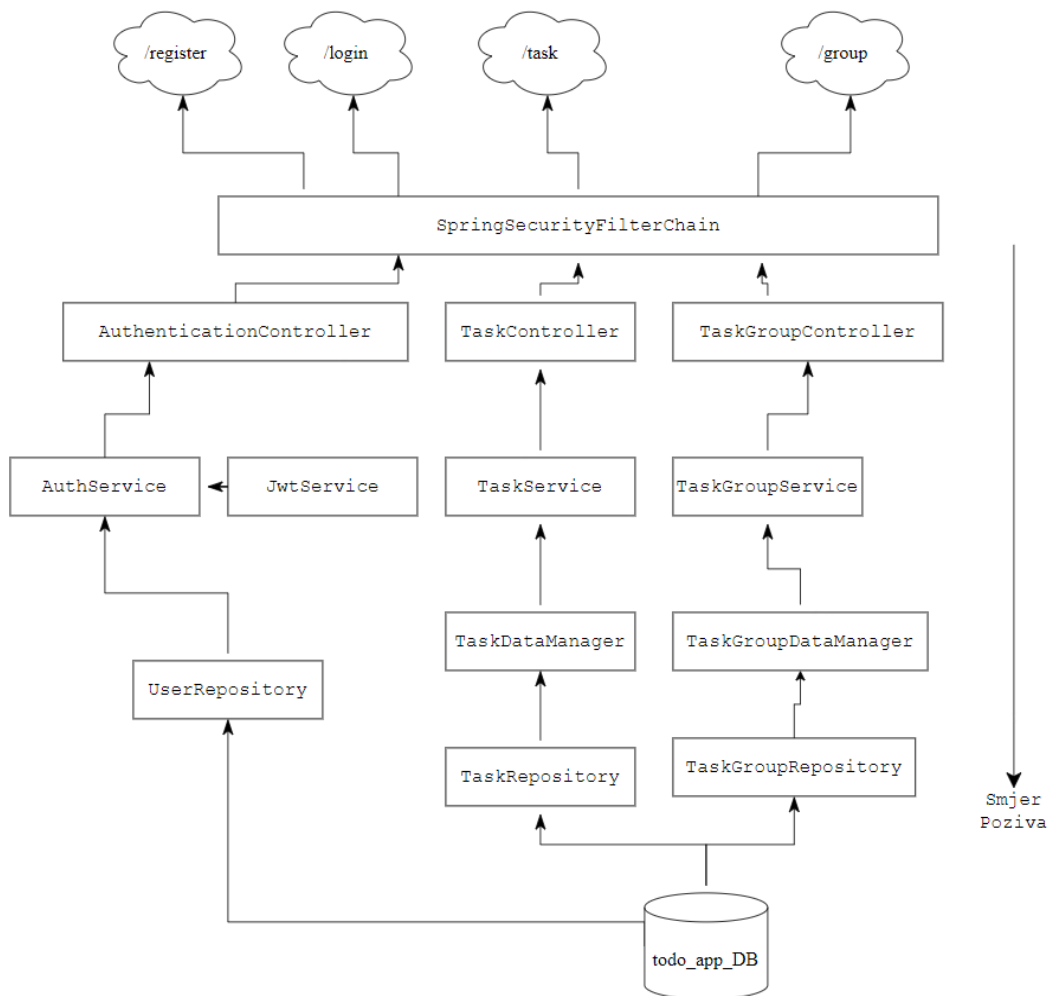 /register
/login
/task
/group
SpringSecurityFilterChain
AuthenticationController
TaskController
TaskGroupController
AuthService
JwtService
TaskService
TaskGroupService
TaskDataManager
TaskGroupDataManager
UserRepository
TaskRepository
TaskGroupRepository
Smjer
Poziva
todo_app_DB